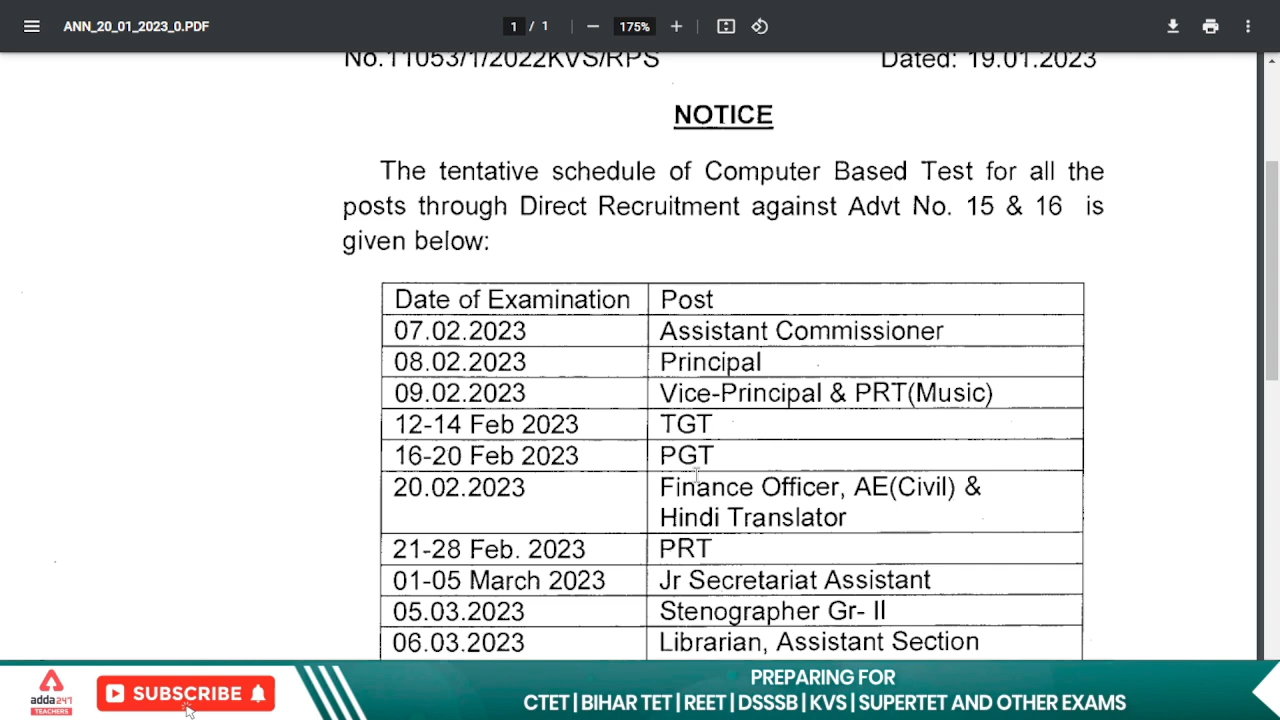 ANN_20_01_2023_0.PDF
1 / 1
175%
No.11053/1/2022KVS/RPS Dated: 19.01.2023
NOTICE
The tentative schedule of Computer Based Test for all the
posts through Direct Recruitment against Advt No. 15 & 16 is
given below:
Date of Examination Post
07.02.2023 Assistant Commissioner
08.02.2023 Principal
09.02.2023 Vice-Principal & PRT(Music)
12-14 Feb 2023 TGT
16-20 Feb 2023 PGT
20.02.2023 Finance Officer, AE(Civil) &
Hindi Translator
21-28 Feb. 2023 PRT
01-05 March 2023 Jr Secretariat Assistant
05.03.2023 Stenographer Gr- II
06.03.2023 Librarian, Assistant Section
adda247
TEACHERS
SUBSCRIBE
PREPARING FOR
CTET | BIHAR TET | REET | DSSSB | KVS | SUPERTET AND OTHER EXAMS